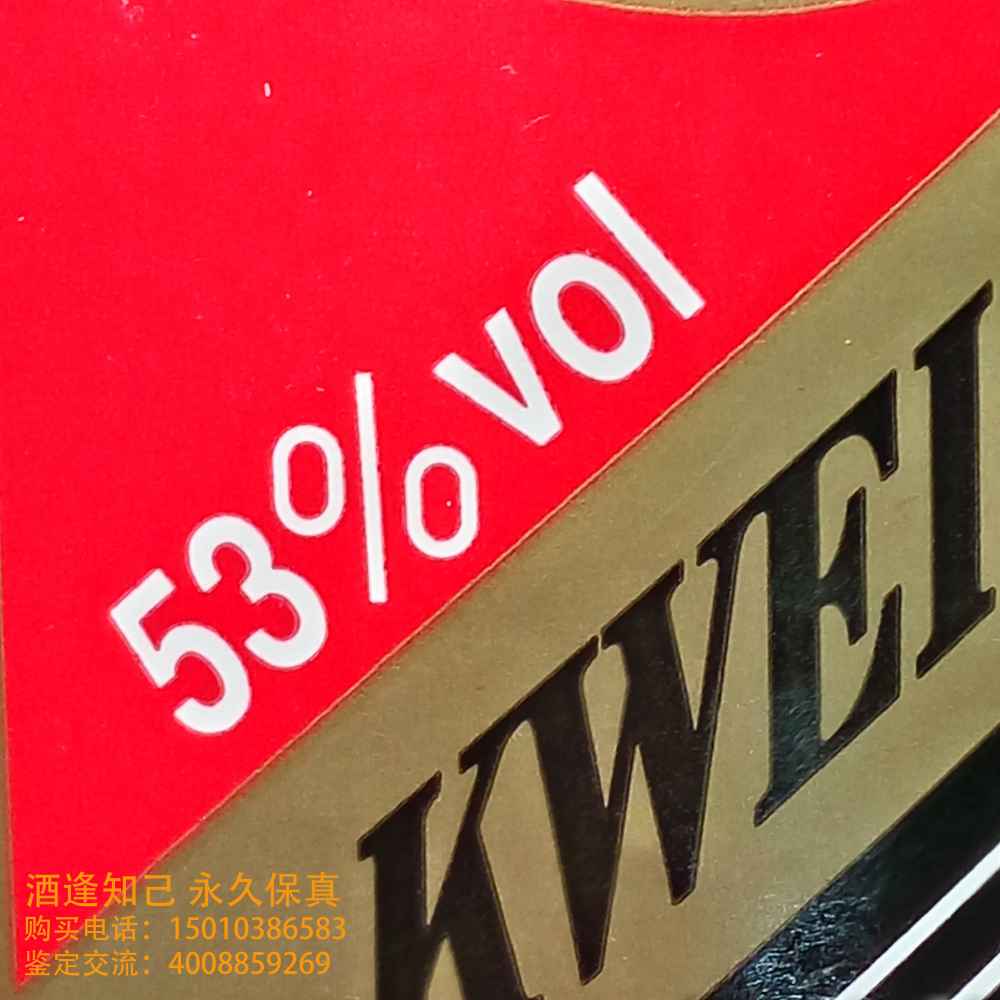 53%vol
KWEI
酒逢知己 永久保真
购买电话：15010386583
鉴定交流：4008859269